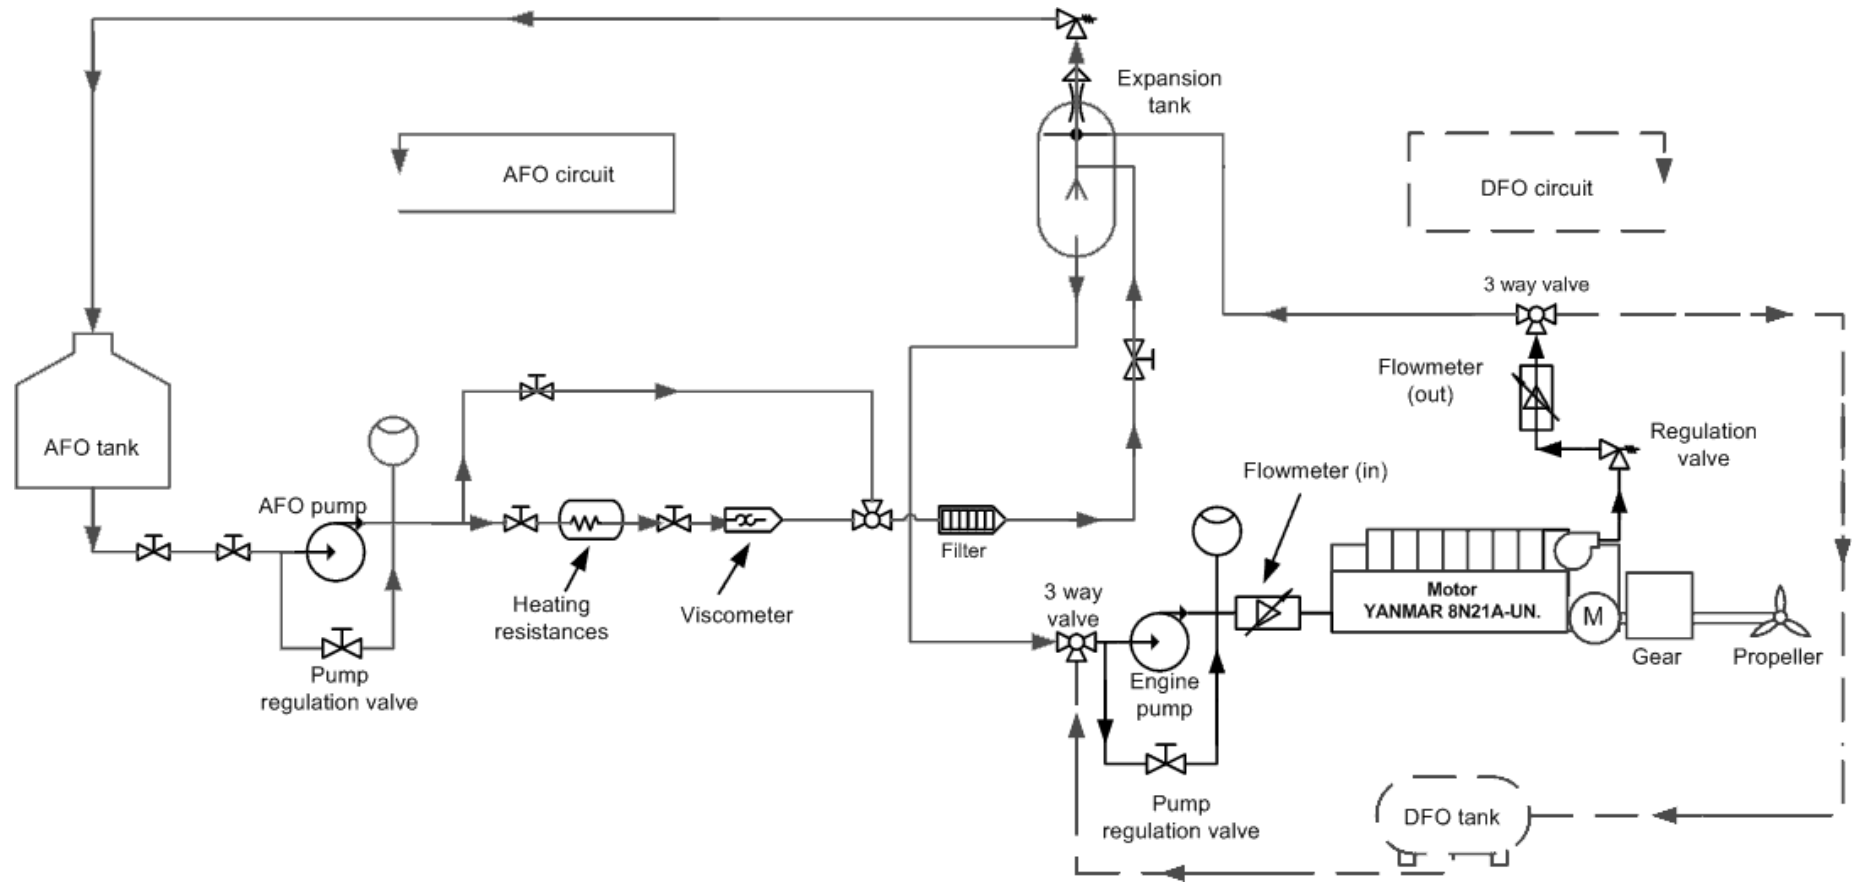 Expansion
tank
AFO circuit
DFO circuit
3 way valve
Flowmeter
(out)
Regulation
valve
AFO tank
AFO pump
Flowmeter (in)
Filter
Heating
resistances
Viscometer
3 way
valve
Motor
YANMAR 8N21A-UN.
M
Gear
Propeller
Pump
regulation valve
Engine
pump
Pump
regulation valve
DFO tank